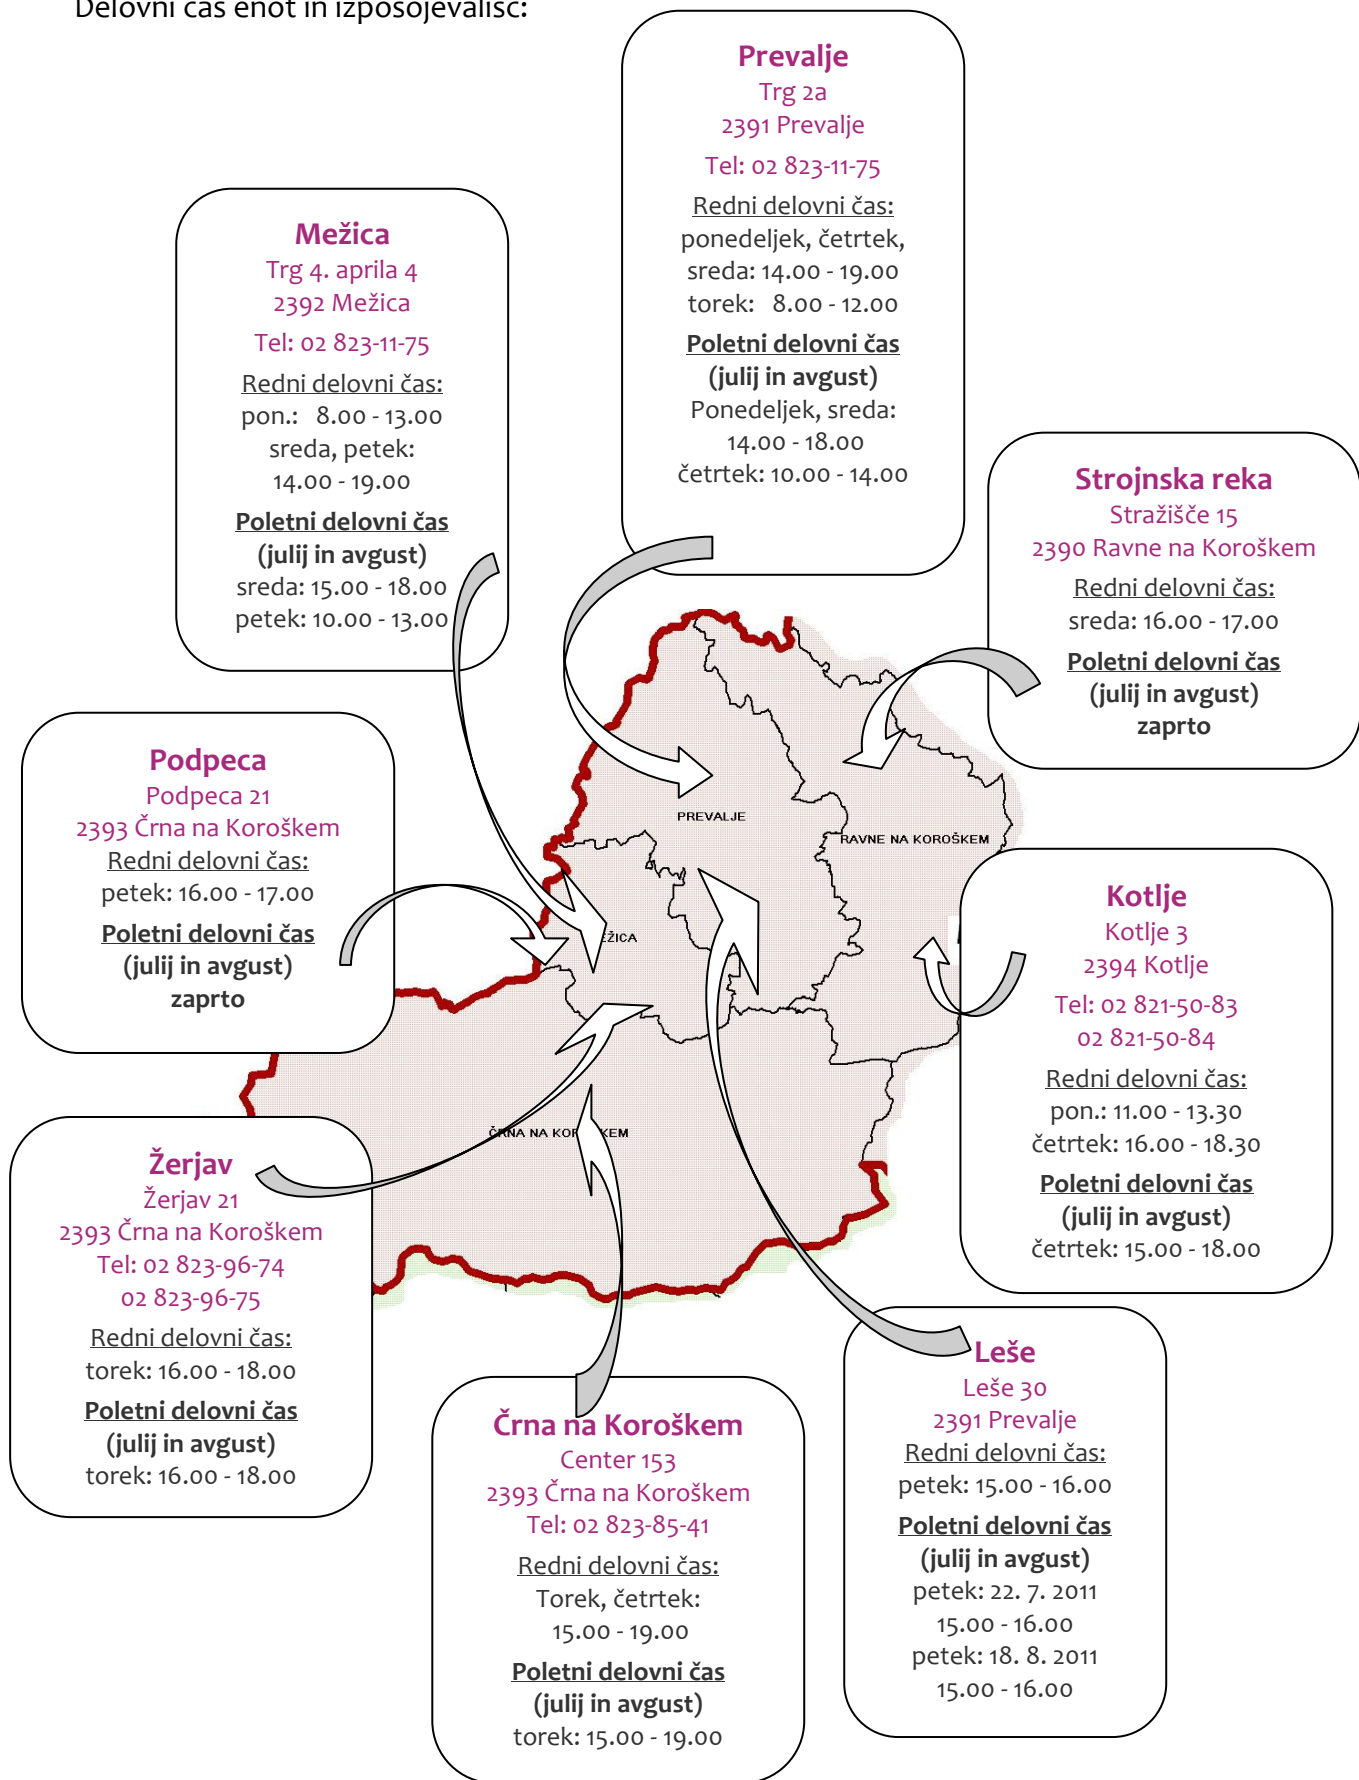 Delovni čas enot in izposojevališč:
Prevalje
Trg 2a
2391 Prevalje
Tel: 02 823-11-75
Redni delovni čas:
ponedeljek, četrtek,
sreda: 14.00 - 19.00
torek: 8.00 - 12.00
Poletni delovni čas
(julij in avgust)
Ponedeljek, sreda:
14.00 - 18.00
četrtek: 10.00 - 14.00
Mežica
Trg 4. aprila 4
2392 Mežica
Tel: 02 823-11-75
Redni delovni čas:
pon.: 8.00 - 13.00
sreda, petek:
14.00 - 19.00
Poletni delovni čas
(julij in avgust)
sreda: 15.00 - 18.00
petek: 10.00 - 13.00
Strojnska reka
Stražišče 15
2390 Ravne na Koroškem
Redni delovni čas:
sreda: 16.00 - 17.00
Poletni delovni čas
(julij in avgust)
zaprto
Podpeca
Podpeca 21
2393 Črna na Koroškem
Redni delovni čas:
petek: 16.00 - 17.00
Poletni delovni čas
(julij in avgust)
zaprto
PREVALJE
RAVNE NA KOROŠKEM
EŽICA
ČRNA NA KOR KEM
Kotlje
Kotlje 3
2394 Kotlje
Tel: 02 821-50-83
02 821-50-84
Redni delovni čas:
pon.: 11.00 - 13.30
četrtek: 16.00 - 18.30
Poletni delovni čas
(julij in avgust)
četrtek: 15.00 - 18.00
Žerjav
Žerjav 21
2393 Črna na Koroškem
Tel: 02 823-96-74
02 823-96-75
Redni delovni čas:
torek: 16.00 - 18.00
Poletni delovni čas
(julij in avgust)
torek: 16.00 - 18.00
Črna na Koroškem
Center 153
2393 Črna na Koroškem
Tel: 02 823-85-41
Redni delovni čas:
Torek, četrtek:
15.00 - 19.00
Poletni delovni čas
(julij in avgust)
torek: 15.00 - 19.00
Leše
Leše 30
2391 Prevalje
Redni delovni čas:
petek: 15.00 - 16.00
Poletni delovni čas
(julij in avgust)
petek: 22. 7. 2011
15.00 - 16.00
petek: 18. 8. 2011
15.00 - 16.00